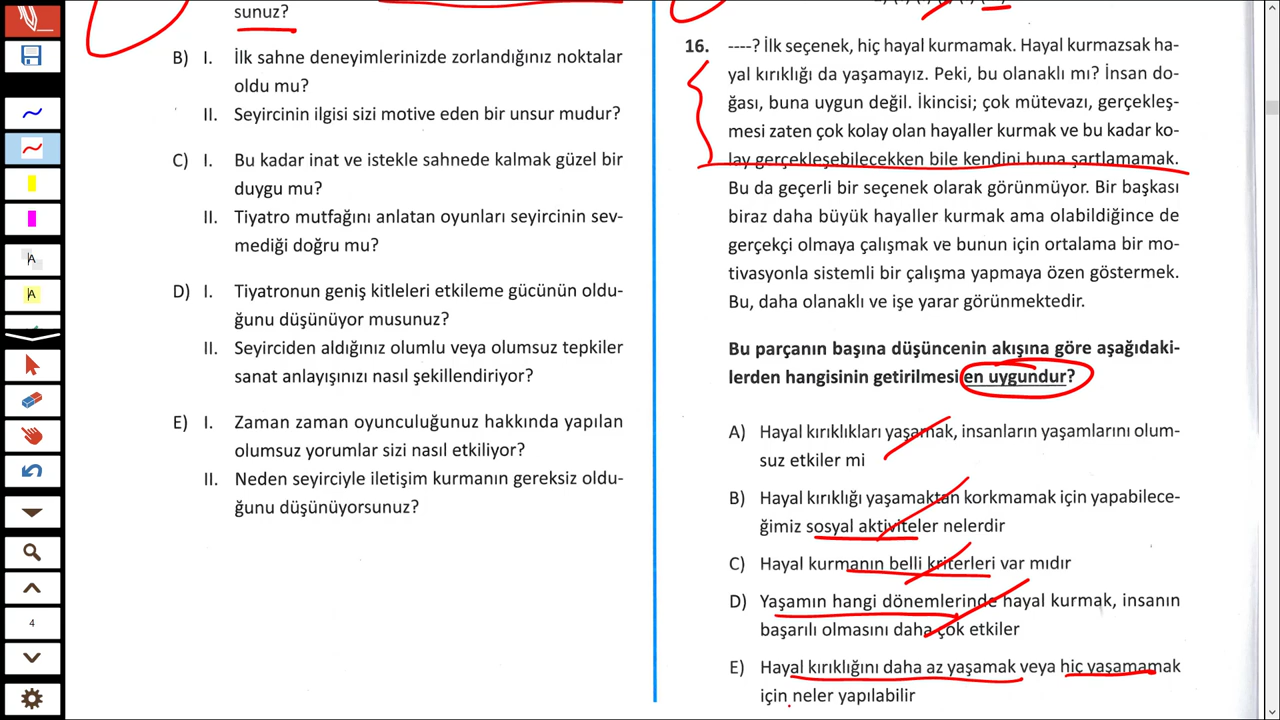 sunuz?
B) I. İlk sahne deneyimlerinizde zorlandığınız noktalar
oldu mu?
II. Seyircinin ilgisi sizi motive eden bir unsur mudur?
C) I. Bu kadar inat ve istekle sahnede kalmak güzel bir
duygu mu?
II. Tiyatro mutfağını anlatan oyunları seyircinin sev-
mediği doğru mu?
D) I. Tiyatronun geniş kitleleri etkileme gücünün oldu-
ğunu düşünüyor musunuz?
II. Seyirciden aldığınız olumlu veya olumsuz tepkiler
sanat anlayışınızı nasıl şekillendiriyor?
E) I. Zaman zaman oyunculuğunuz hakkında yapılan
olumsuz yorumlar sizi nasıl etkiliyor?
II. Neden seyirciyle iletişim kurmanın gereksiz oldu-
ğunu düşünüyorsunuz?
16. ----? İlk seçenek, hiç hayal kurmamak. Hayal kurmazsak ha-
yal kırıklığı da yaşamayız. Peki, bu olanaklı mı? İnsan do-
ğası, buna uygun değil. İkincisi; çok mütevazı, gerçekleş-
mesi zaten çok kolay olan hayaller kurmak ve bu kadar ko-
lay gerçekleşebilecekken bile kendini buna şartlamamak.
Bu da geçerli bir seçenek olarak görünmüyor. Bir başkası
biraz daha büyük hayaller kurmak ama olabildiğince de
gerçekçi olmaya çalışmak ve bunun için ortalama bir mo-
tivasyonla sistemli bir çalışma yapmaya özen göstermek.
Bu, daha olanaklı ve işe yarar görünmektedir.
Bu parçanın başına düşüncenin akışına göre aşağıdaki-
lerden hangisinin getirilmesi en uygundur?
A) Hayal kırıklıkları yaşamak, insanların yaşamlarını olum-
suz etkiler mi
B) Hayal kırıklığı yaşamaktan korkmamak için yapabilece-
ğimiz sosyal aktiviteler nelerdir
C) Hayal kurmanın belli kriterleri var mıdır
D) Yaşamın hangi dönemlerinde hayal kurmak, insanın
başarılı olmasını daha çok etkiler
E) Hayal kırıklığını daha az yaşamak veya hiç yaşamamak
için neler yapılabilir
A
A
4